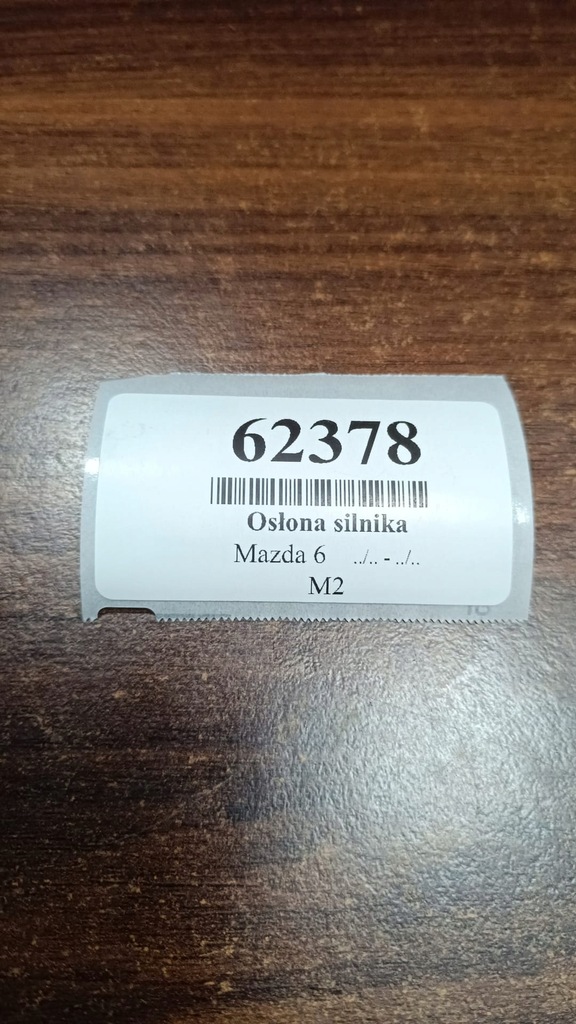 62378
Osłona silnika
Mazda 6 ../.. - ../..
M2